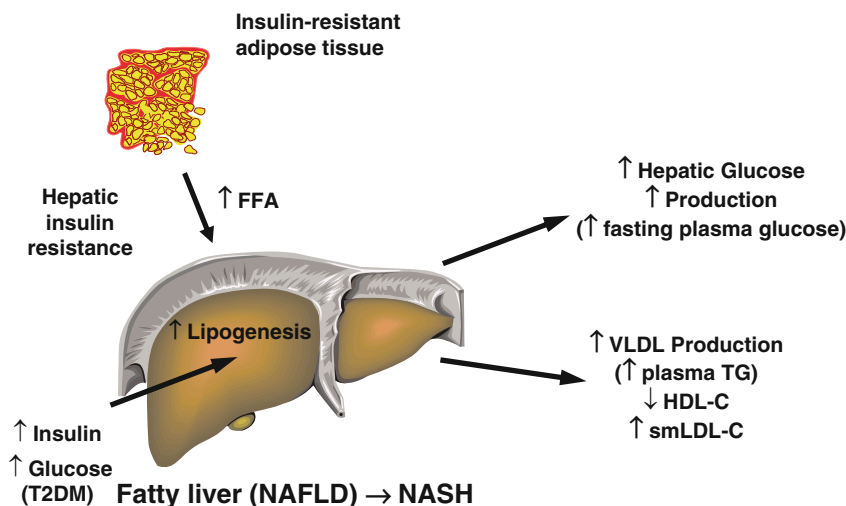 Insulin-resistant
adipose tissue
Hepatic
insulin
resistance
↑ FFA
↑ Hepatic Glucose
↑ Production
(↑ fasting plasma glucose)
↑ Lipogenesis
↑ VLDL Production
(↑ plasma TG)
↓ HDL-C
↑ smLDL-C
↑ Insulin
↑ Glucose
(T2DM)
Fatty liver (NAFLD) → NASH